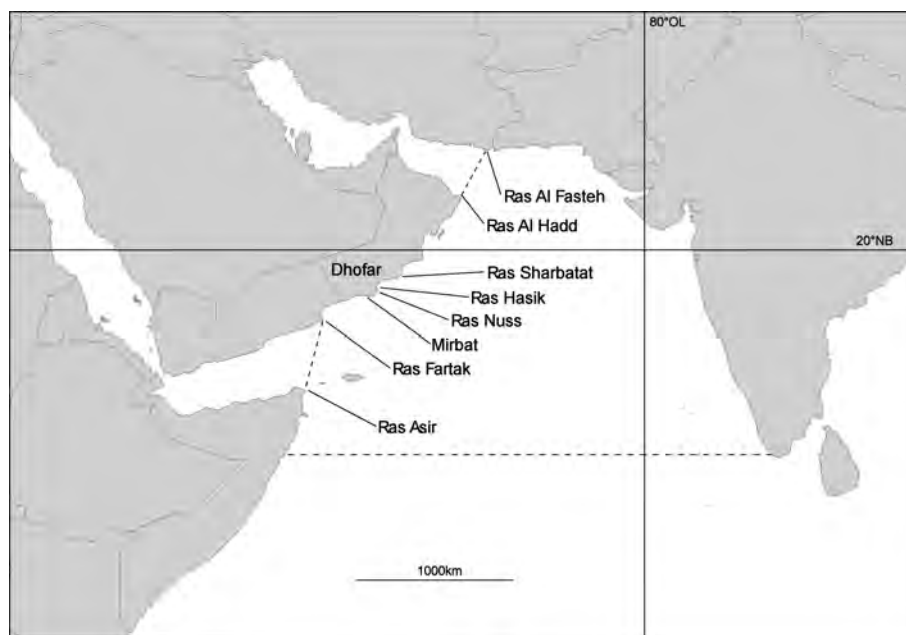 80°OL
Ras Al Fasteh
Ras Al Hadd
20°NB
Dhofar
Ras Sharbatat
Ras Hasik
Ras Nuss
Mirbat
Ras Fartak
Ras Asir
1000km